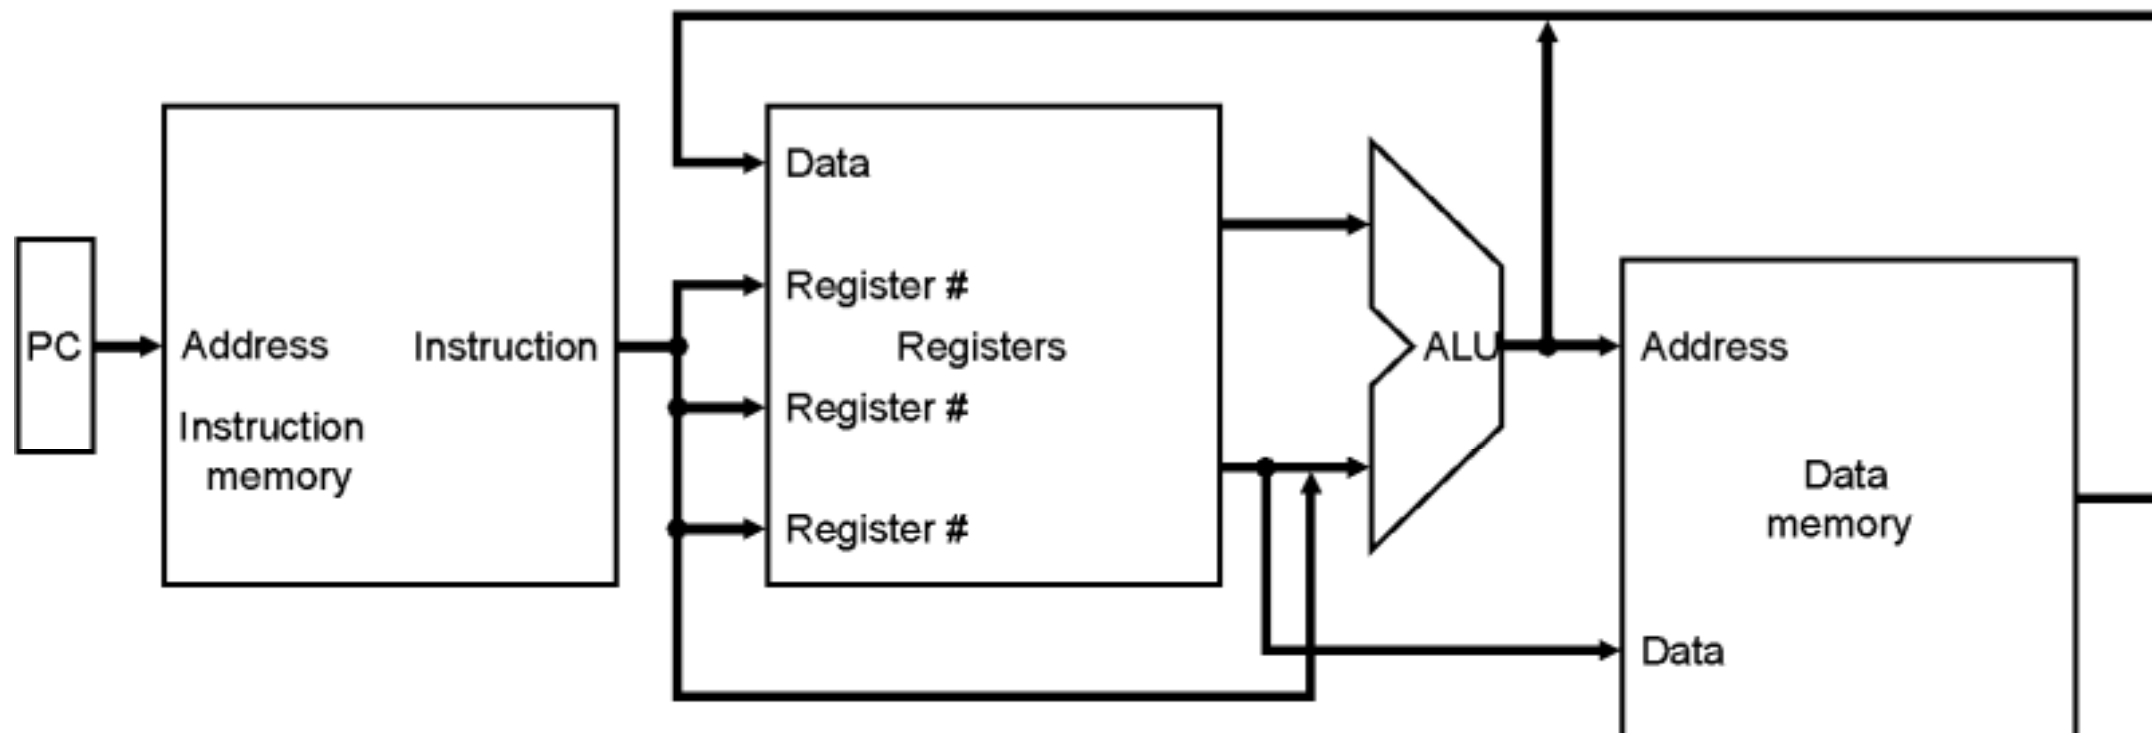 Data
Register #
PC
Address
Instruction
Registers
ALU
Address
Instruction
memory
Register #
Data
memory
Register #
Data